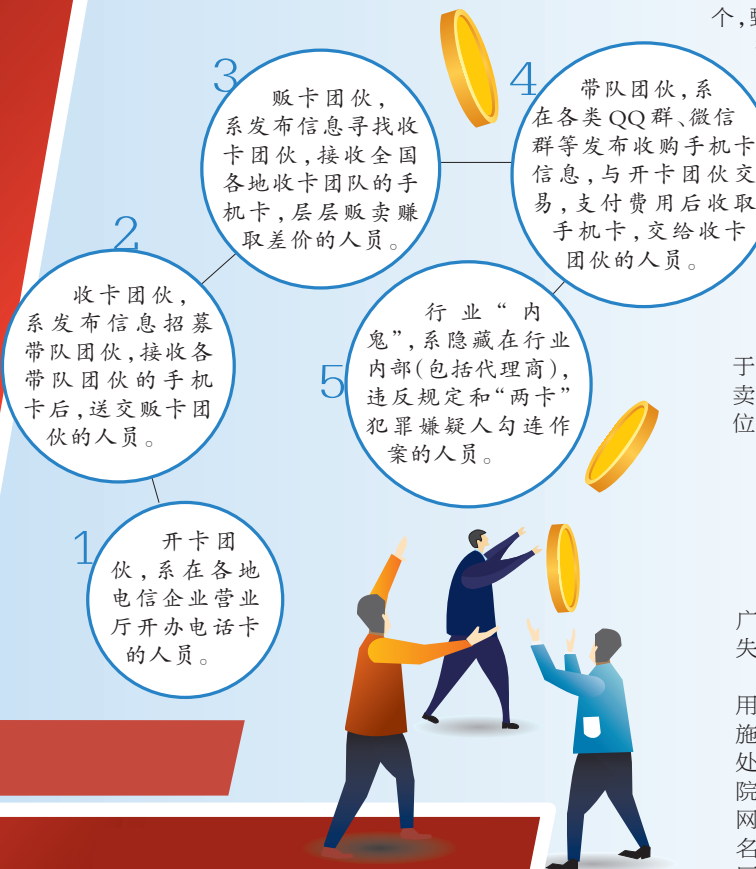 3
贩卡团伙，
系发布信息寻找收
卡团伙，接收全国
各地收卡团队的手
机卡，层层贩卖赚
取差价的人员。
4
带队团伙，系
在各类QQ群、微信
群等发布收购手机卡
信息，与开卡团伙交
易，支付费用后收取
手机卡，交给收卡
团伙的人员。
2
收卡团伙，
系发布信息招募
带队团伙，接收各
带队团伙的手机
卡后，送交贩卡团
伙的人员。
5
行业“内
鬼”，系隐藏在行业
内部(包括代理商)，
违反规定和“两卡”
犯罪嫌疑人勾连作
案的人员。
1
开卡团
伙，系在各地
电信企业营业
厅开办电话卡
的人员。
个，
于
卖
位
广
失
用
施
处
院
网
名